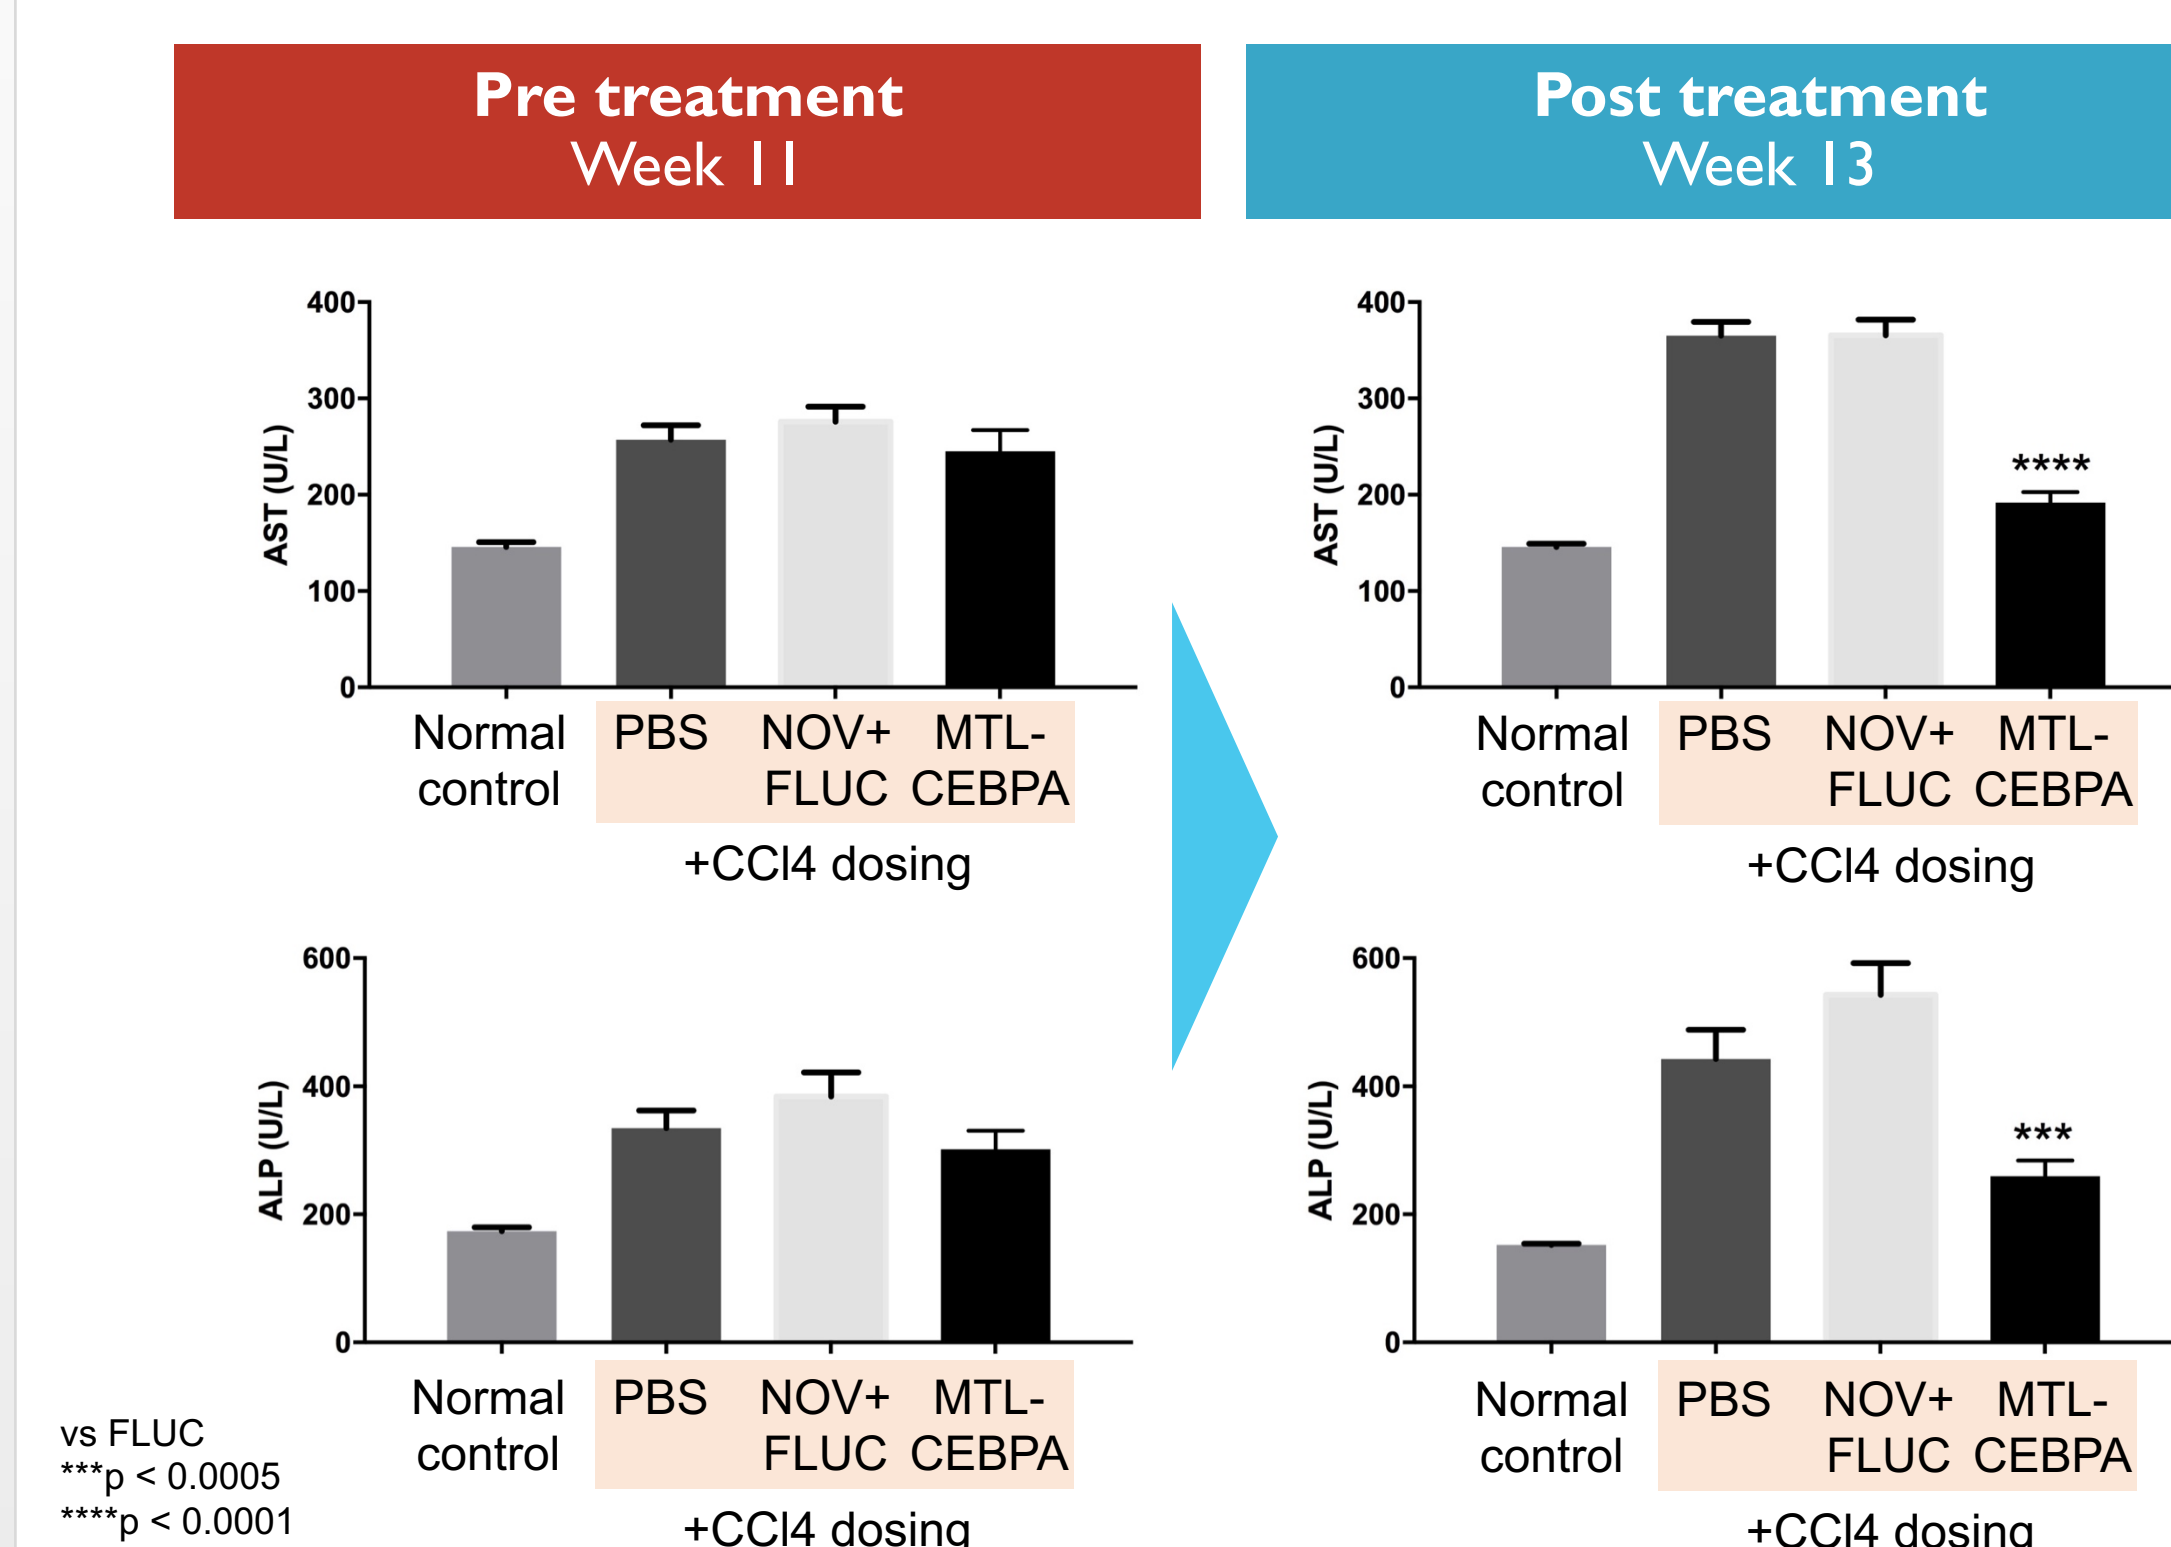 Pre treatment
Week 11
Post treatment
Week 13
400
300
200
100
0
AST (U/L)
Normal control
PBS
NOV+ FLUC
MTL- CEBPA
+CCl4 dosing
400
300
200
100
0
AST (U/L)
****
Normal control
PBS
NOV+ FLUC
MTL- CEBPA
+CCl4 dosing
600
400
200
0
ALP (U/L)
Normal control
PBS
NOV+ FLUC
MTL- CEBPA
+CCl4 dosing
600
400
200
0
ALP (U/L)
***
Normal control
PBS
NOV+ FLUC
MTL- CEBPA
+CCl4 dosing
vs FLUC
***p < 0.0005
****p < 0.0001